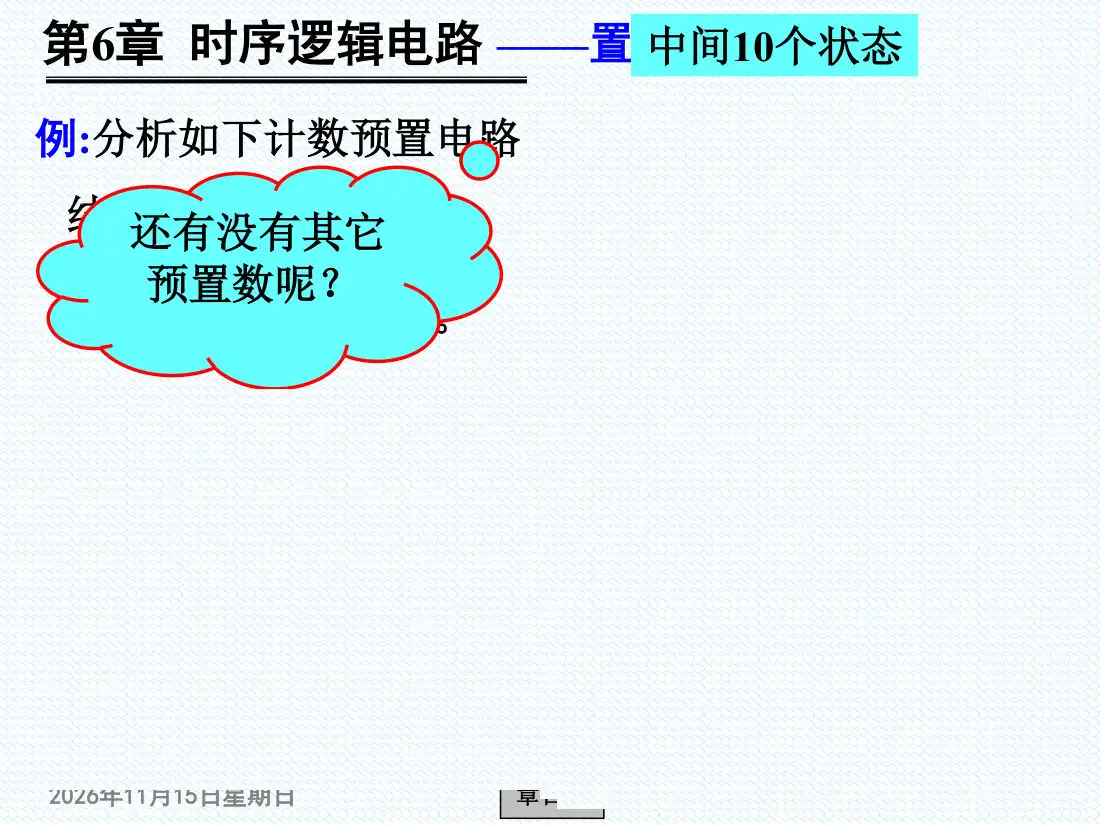 第6章 时序逻辑电路 ——置
中间10个状态
例:分析如下计数预置电路
还有没有其它
预置数呢？
2026年11月15日星期日
章